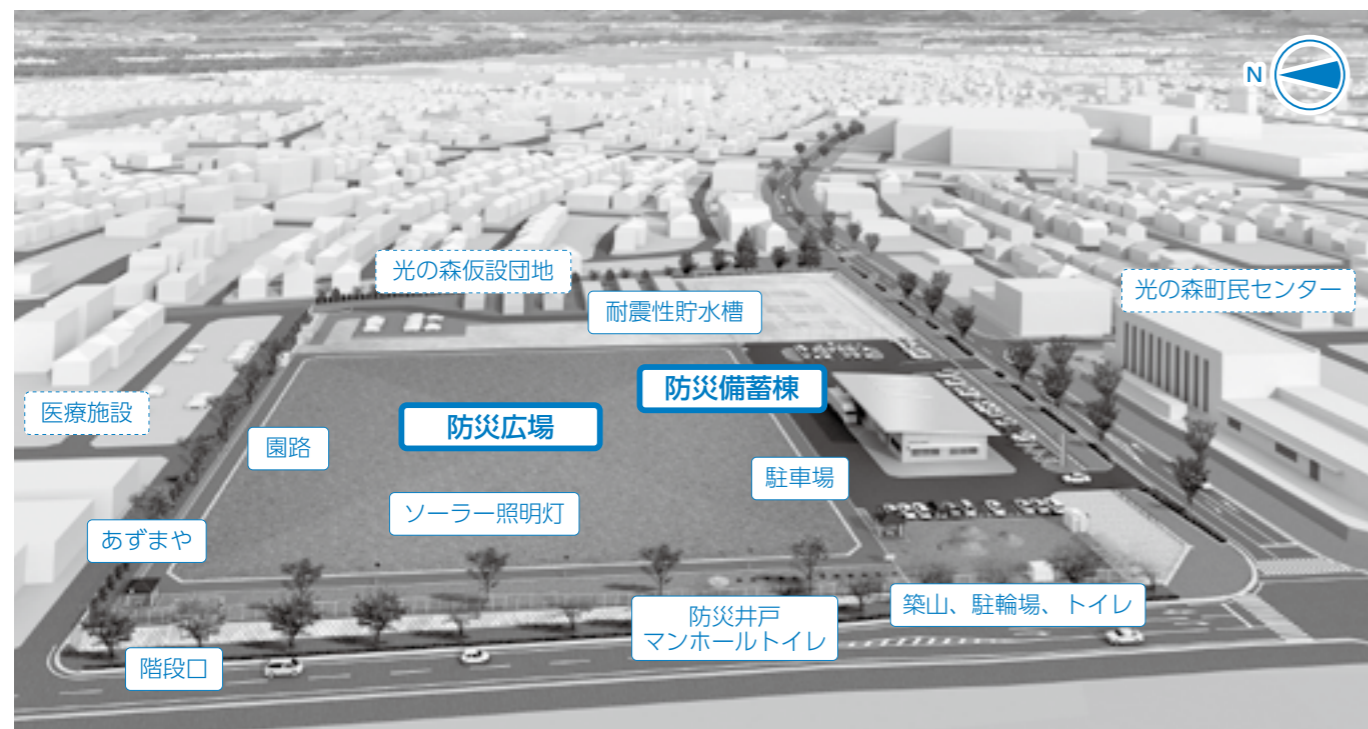 N
光の森仮設団地
光の森町民センター
耐震性貯水槽
防災備蓄棟
医療施設
防災広場
園路
駐車場
ソーラー照明灯
あずまや
築山、駐輪場、トイレ
防災井戸
マンホールトイレ
階段口